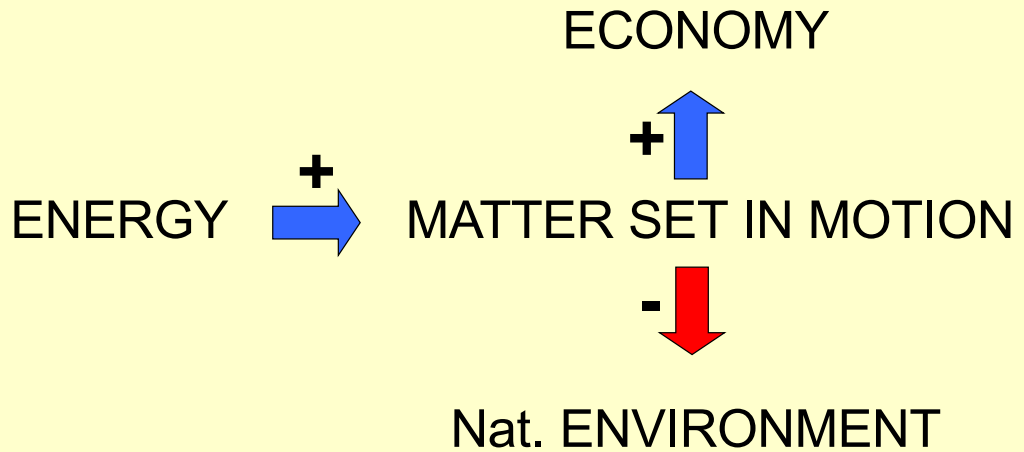 ECONOMY
+
+
ENERGY MATTER SET IN MOTION
-
Nat. ENVIRONMENT